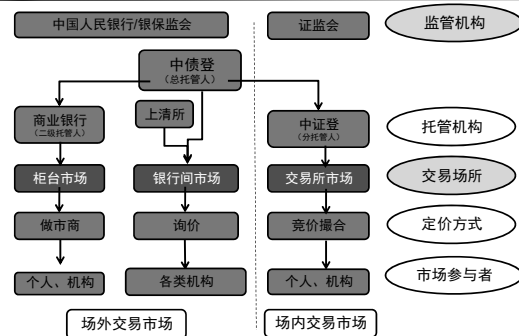 中国人民银行/银保监会
证监会
监管机构
中债登
（总托管人）
商业银行
（二级托管人）
上清所
中证登
（分托管人）
托管机构
柜台市场
银行间市场
交易所市场
交易场所
做市商
询价
竞价撮合
定价方式
个人、机构
各类机构
个人、机构
市场参与者
场外交易市场
场内交易市场